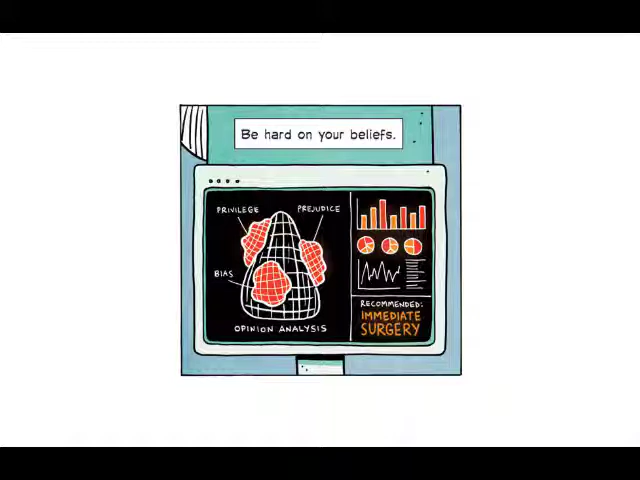 Be hard on your beliefs.
PRIVILEGE
PREJUDICE
BIAS
OPINION ANALYSIS
RECOMMENDED:
IMMEDIATE
SURGERY